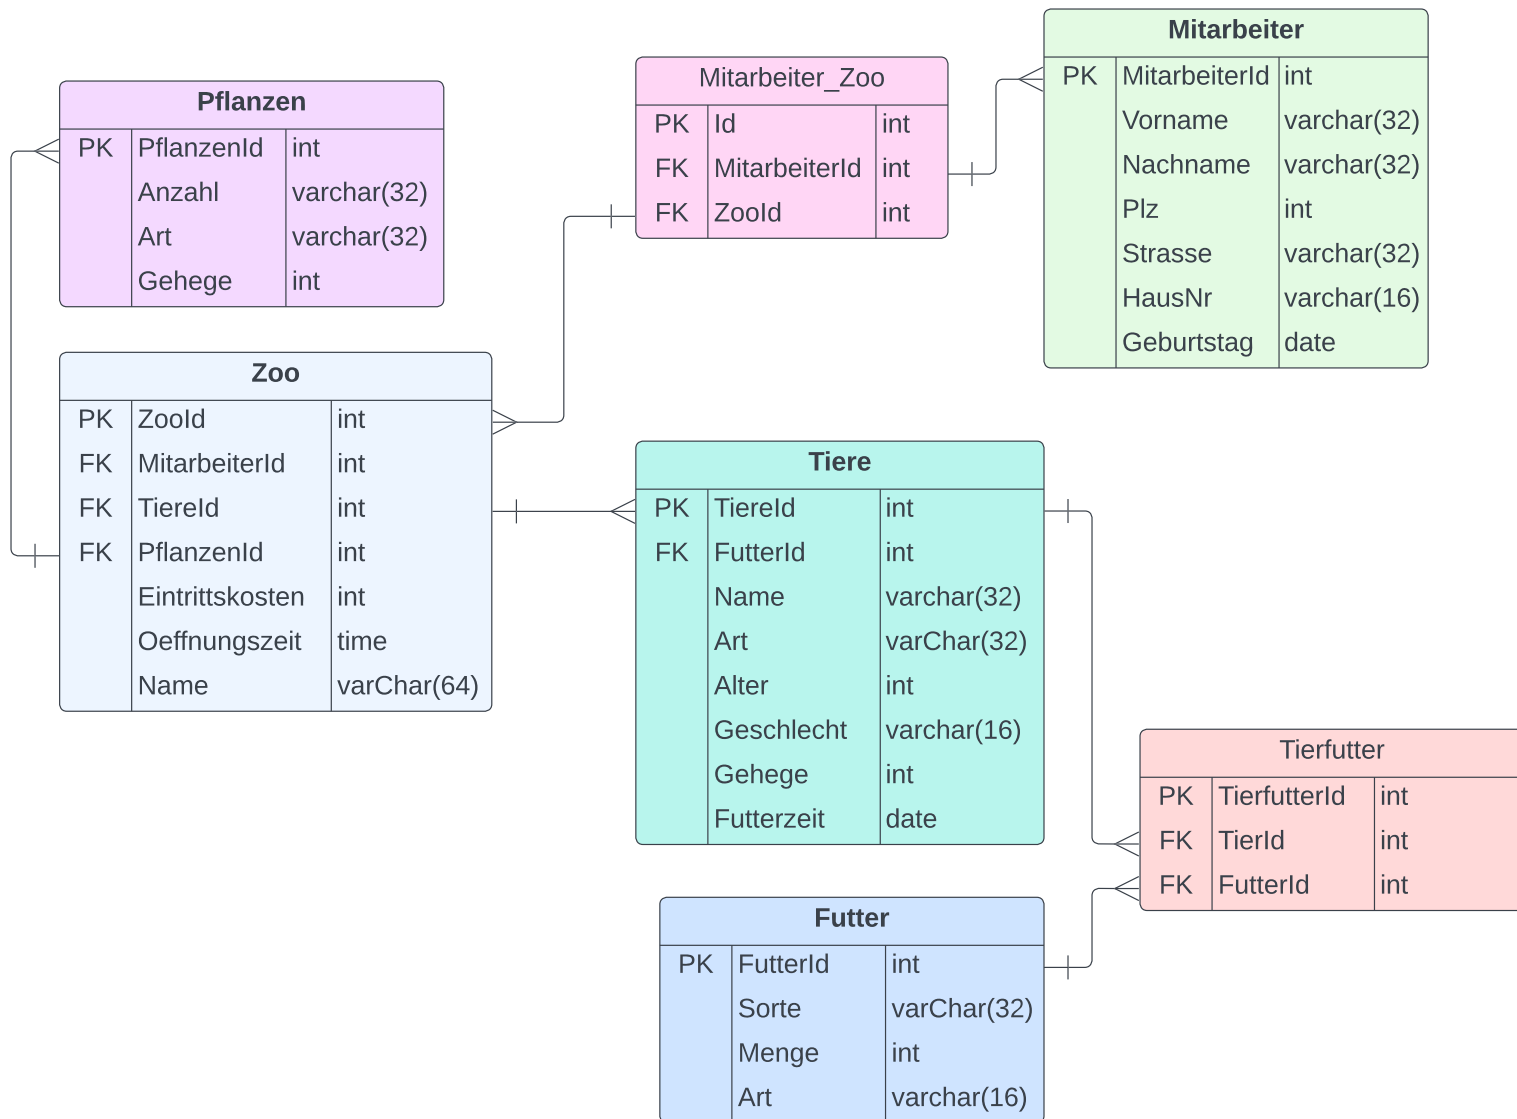 Pflanzen
PK PflanzenId int
Anzahl varchar(32)
Art varchar(32)
Gehege int
Mitarbeiter_Zoo
PK Id int
FK MitarbeiterId int
FK ZooId int
Mitarbeiter
PK MitarbeiterId int
Vorname varchar(32)
Nachname varchar(32)
Plz int
Strasse varchar(32)
HausNr varchar(16)
Geburtstag date
Zoo
PK ZooId int
FK MitarbeiterId int
FK TiereId int
FK PflanzenId int
Eintrittskosten int
Oeffnungszeit time
Name varChar(64)
Tiere
PK TiereId int
FK FutterId int
Name varchar(32)
Art varChar(32)
Alter int
Geschlecht varchar(16)
Gehege int
Futterzeit date
Tierfutter
PK TierfutterId int
FK TierId int
FK FutterId int
Futter
PK FutterId int
Sorte varChar(32)
Menge int
Art varchar(16)